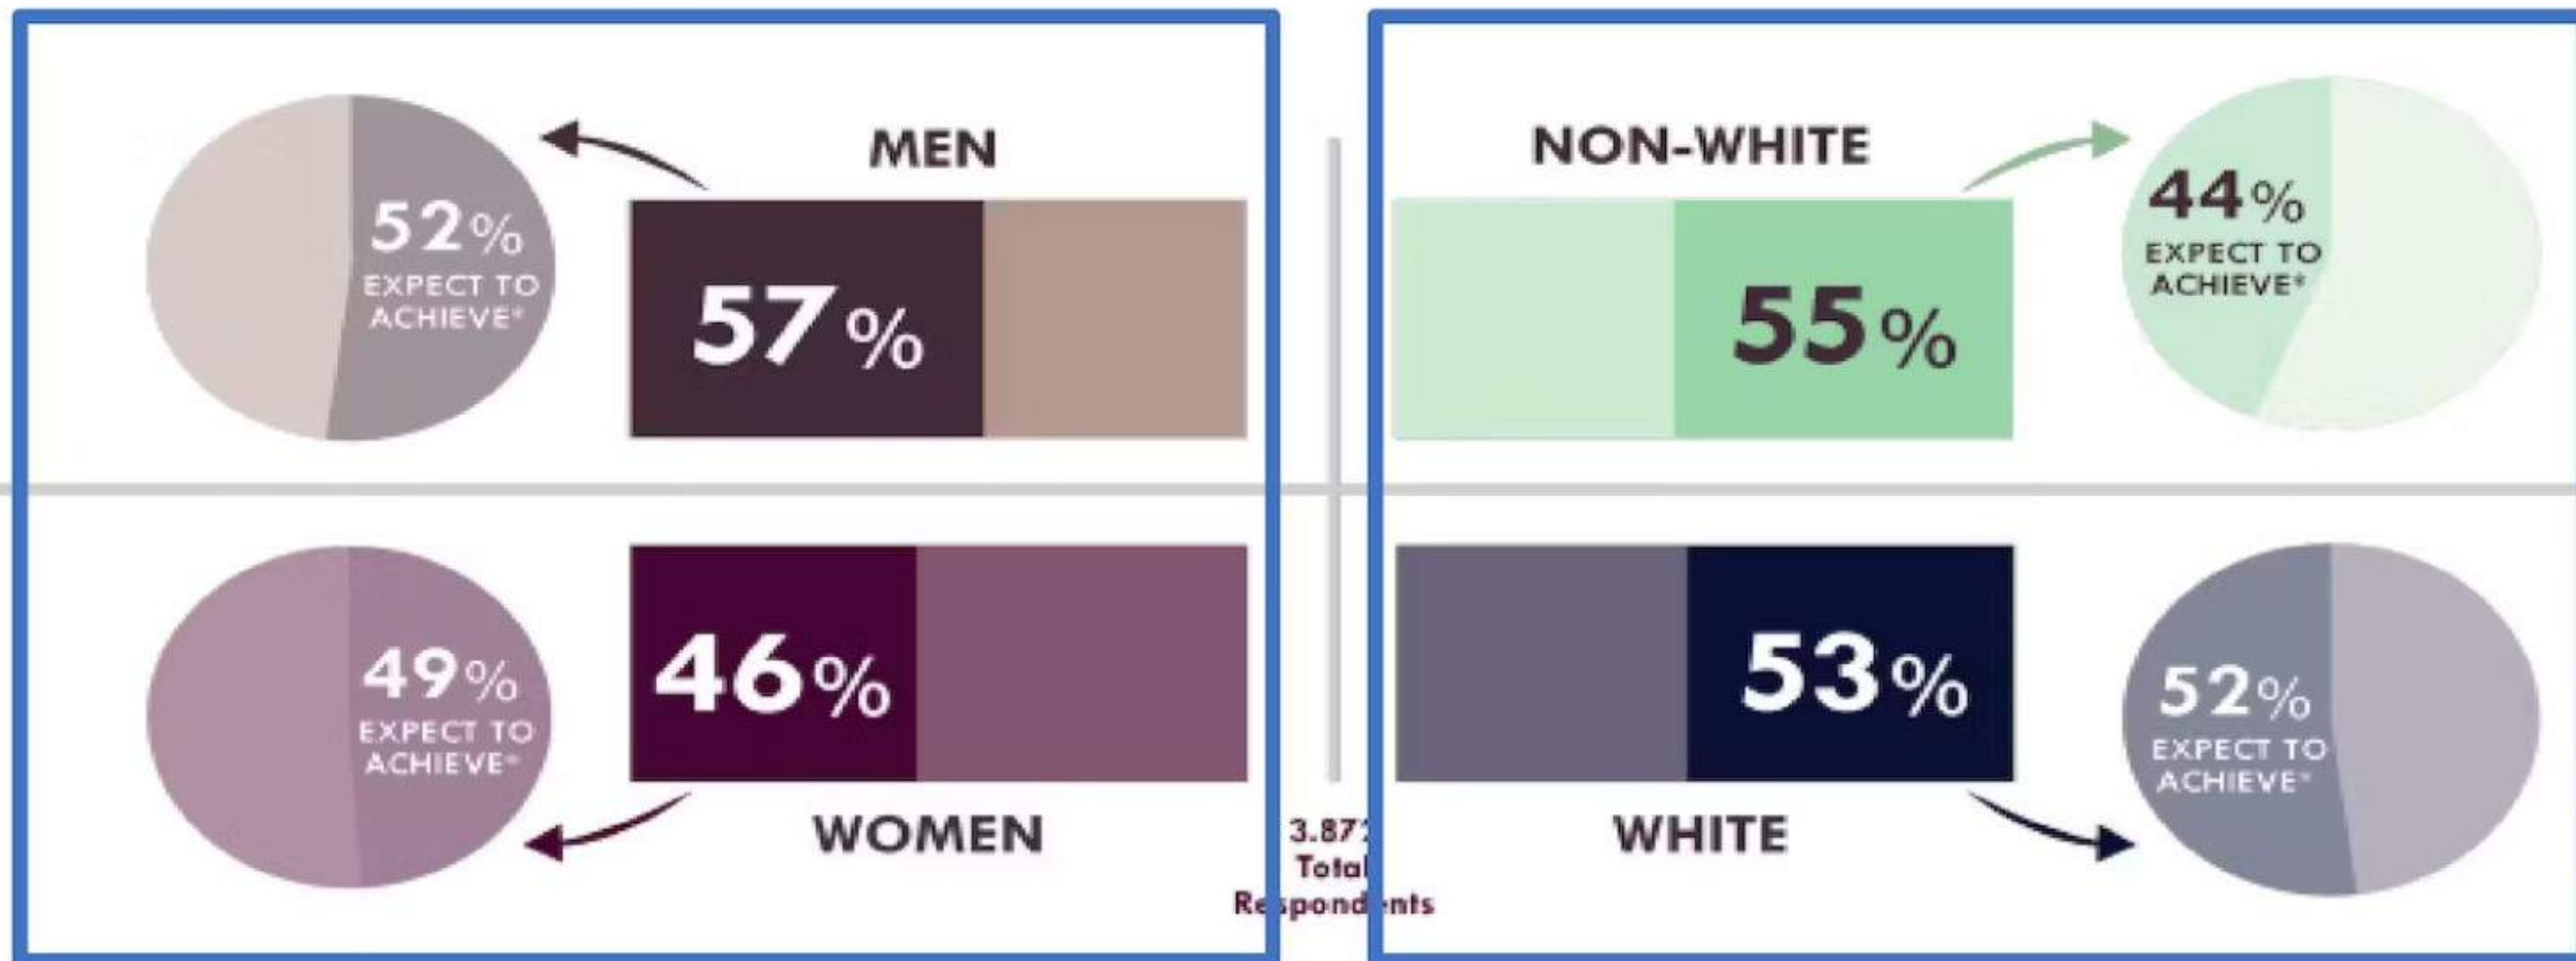 MEN
52%
EXPECT TO
ACHIEVE*
57%
NON-WHITE
44%
EXPECT TO
ACHIEVE*
55%
49%
EXPECT TO
ACHIEVE*
46%
WOMEN
53%
WHITE
52%
EXPECT TO
ACHIEVE*
Total